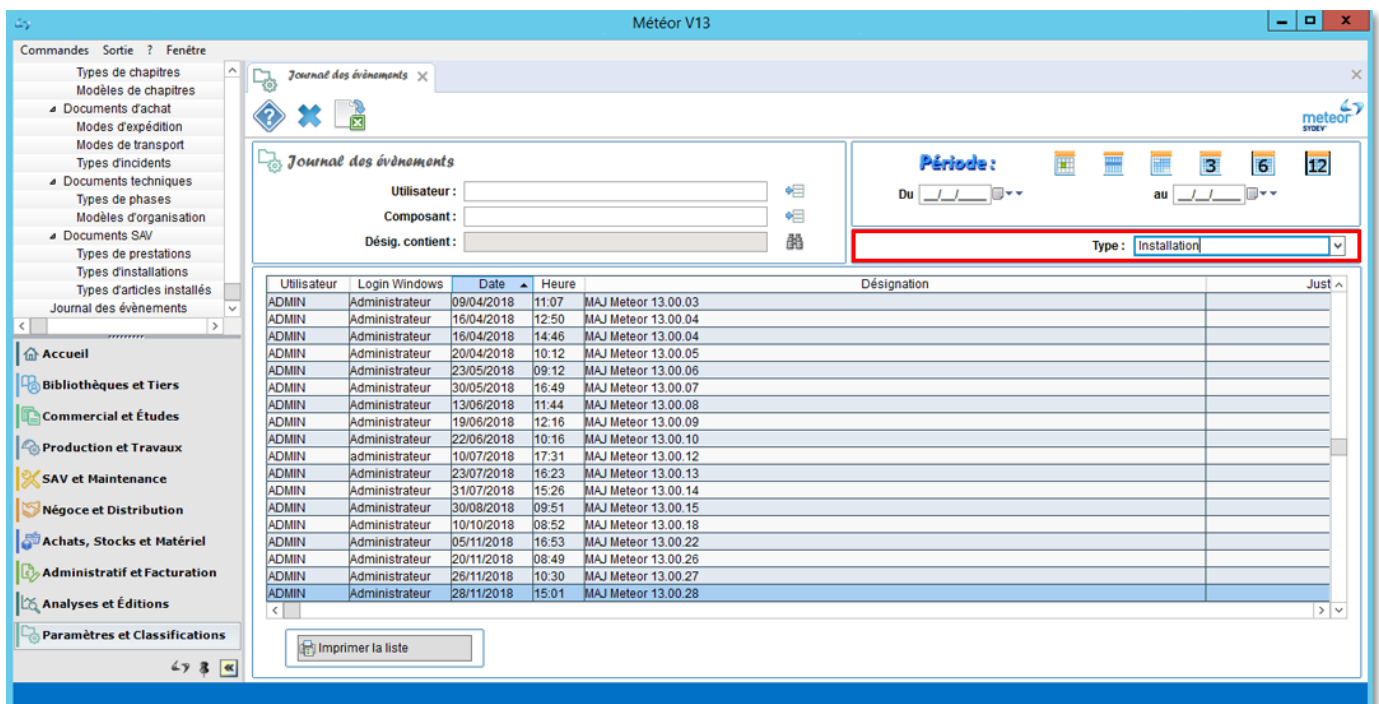 Météor V13
Commandes Sortie ? Fenêtre
Types de chapitres
Modèles de chapitres
Documents d'achat
Modes d'expédition
Modes de transport
Types d'incidents
Documents techniques
Types de phases
Modèles d'organisation
Documents SAV
Types de prestations
Types d'installations
Types d'articles installés
Journal des évènements
Accueil
Bibliothèques et Tiers
Commercial et Études
Production et Travaux
SAV et Maintenance
Négoce et Distribution
Achats, Stocks et Matériel
Administratif et Facturation
Analyses et Éditions
Paramètres et Classifications
Journal des évènements
meteor
SYDEV
Journal des évènements
Utilisateur :
Composant :
Désig. contient :
Période :
3 6 12
Du __/__/____ au __/__/____
Type : Installation
Utilisateur Login Windows Date Heure Désignation Just
ADMIN Administrateur 09/04/2018 11:07 MAJ Meteor 13.00.03
ADMIN Administrateur 16/04/2018 12:50 MAJ Meteor 13.00.04
ADMIN Administrateur 16/04/2018 14:46 MAJ Meteor 13.00.04
ADMIN Administrateur 20/04/2018 10:12 MAJ Meteor 13.00.05
ADMIN Administrateur 23/05/2018 09:12 MAJ Meteor 13.00.06
ADMIN Administrateur 30/05/2018 16:49 MAJ Meteor 13.00.07
ADMIN Administrateur 13/06/2018 11:44 MAJ Meteor 13.00.08
ADMIN Administrateur 19/06/2018 12:16 MAJ Meteor 13.00.09
ADMIN Administrateur 22/06/2018 10:16 MAJ Meteor 13.00.10
ADMIN administrateur 10/07/2018 17:31 MAJ Meteor 13.00.12
ADMIN Administrateur 23/07/2018 16:23 MAJ Meteor 13.00.13
ADMIN Administrateur 31/07/2018 15:26 MAJ Meteor 13.00.14
ADMIN Administrateur 30/08/2018 09:51 MAJ Meteor 13.00.15
ADMIN Administrateur 10/10/2018 08:52 MAJ Meteor 13.00.18
ADMIN Administrateur 05/11/2018 16:53 MAJ Meteor 13.00.22
ADMIN Administrateur 20/11/2018 08:49 MAJ Meteor 13.00.26
ADMIN Administrateur 26/11/2018 10:30 MAJ Meteor 13.00.27
ADMIN Administrateur 28/11/2018 15:01 MAJ Meteor 13.00.28
Imprimer la liste